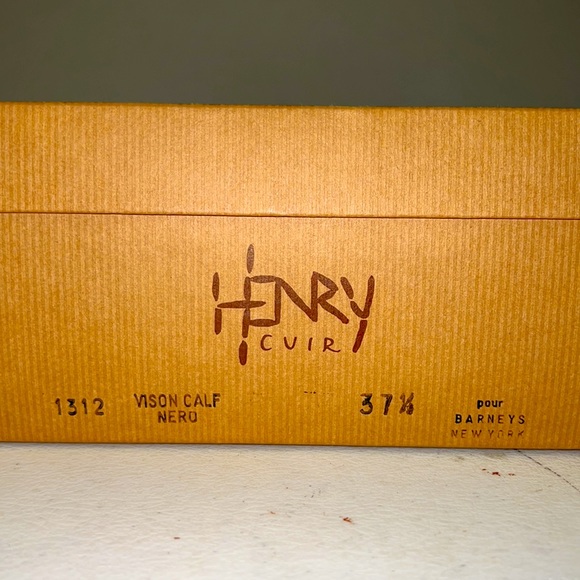 HENRY
CUIR
1312
VISON CALF
NERO
37½
pour
BARNEYS
NEW YORK